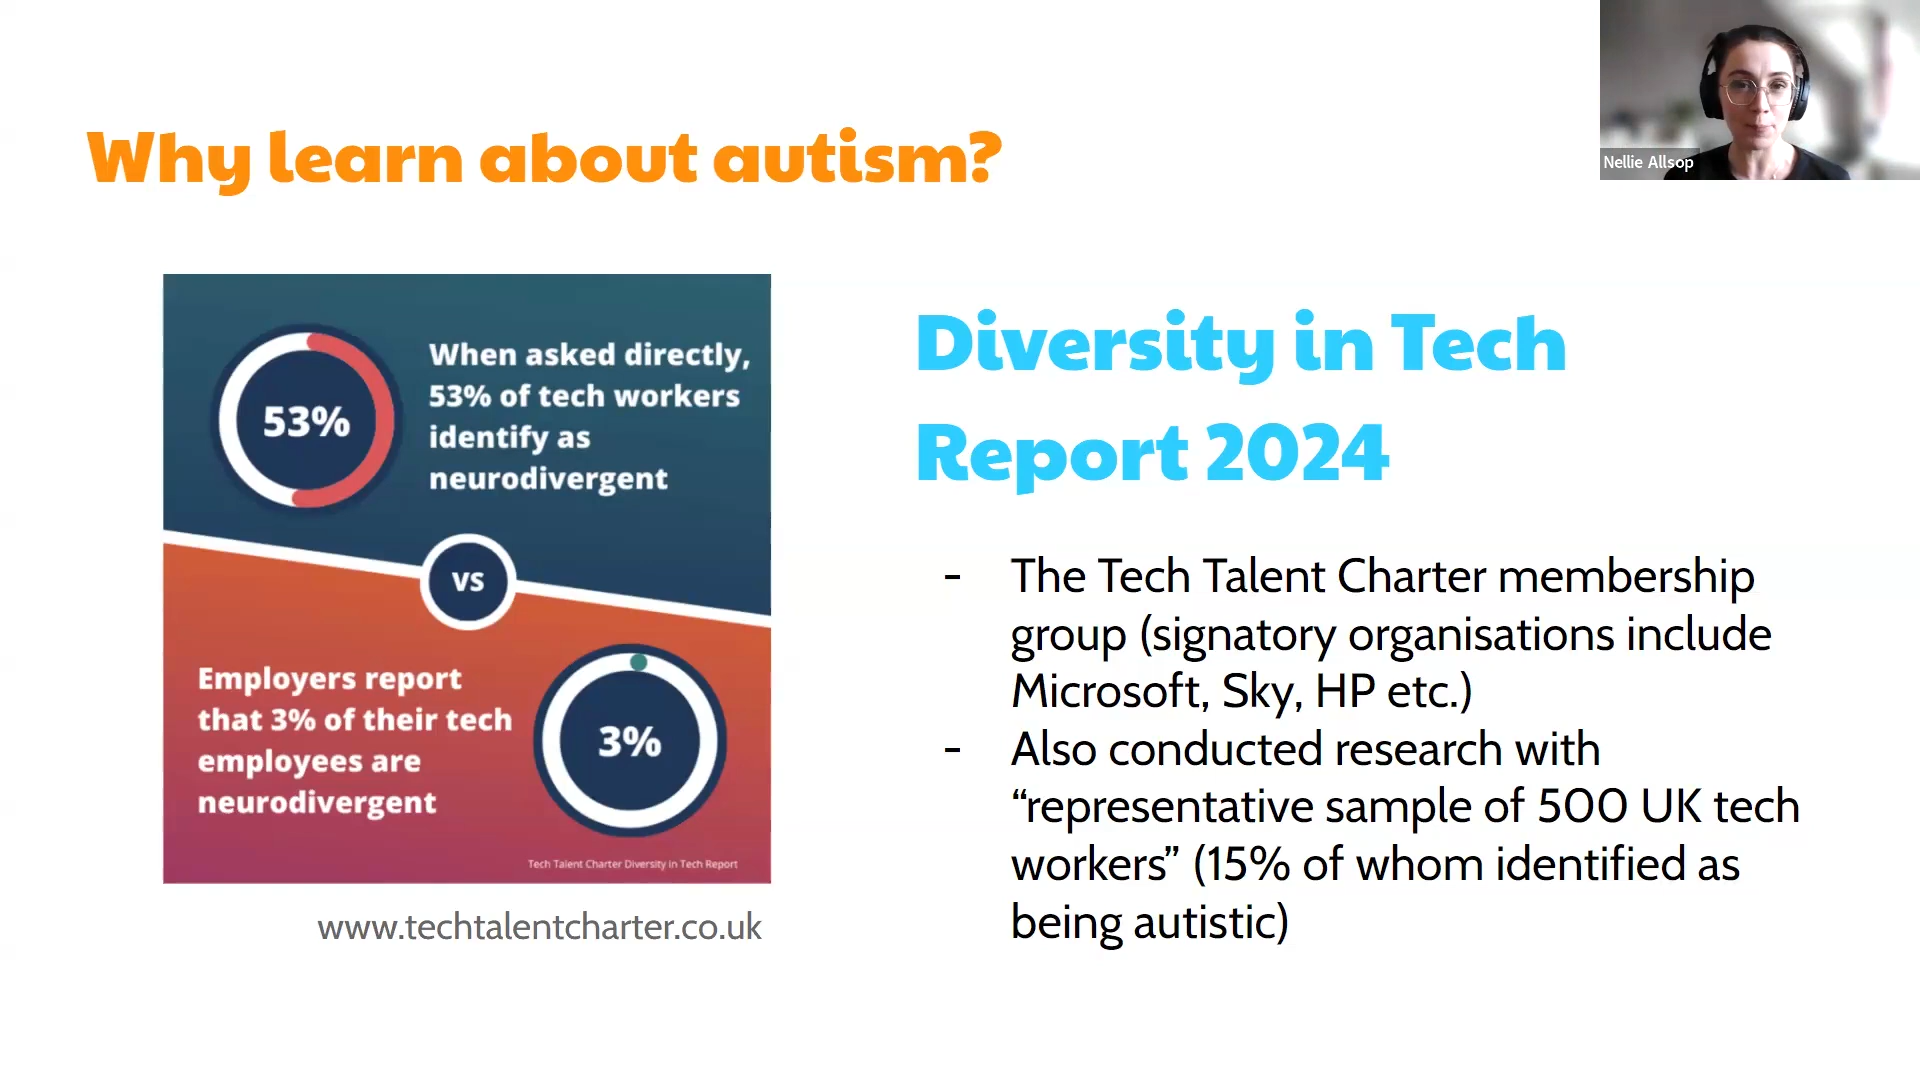 Nellie Allsop
Why learn about autism?
53%
When asked directly,
53% of tech workers
identify as
neurodivergent
VS
Employers report
that 3% of their tech
employees are
neurodivergent
3%
Tech Talent Charter Diversity in Tech Report
www.techtalentcharter.co.uk
Diversity in Tech
Report 2024
- The Tech Talent Charter membership
group (signatory organisations include
Microsoft, Sky, HP etc.)
- Also conducted research with
“representative sample of 500 UK tech
workers” (15% of whom identified as
being autistic)